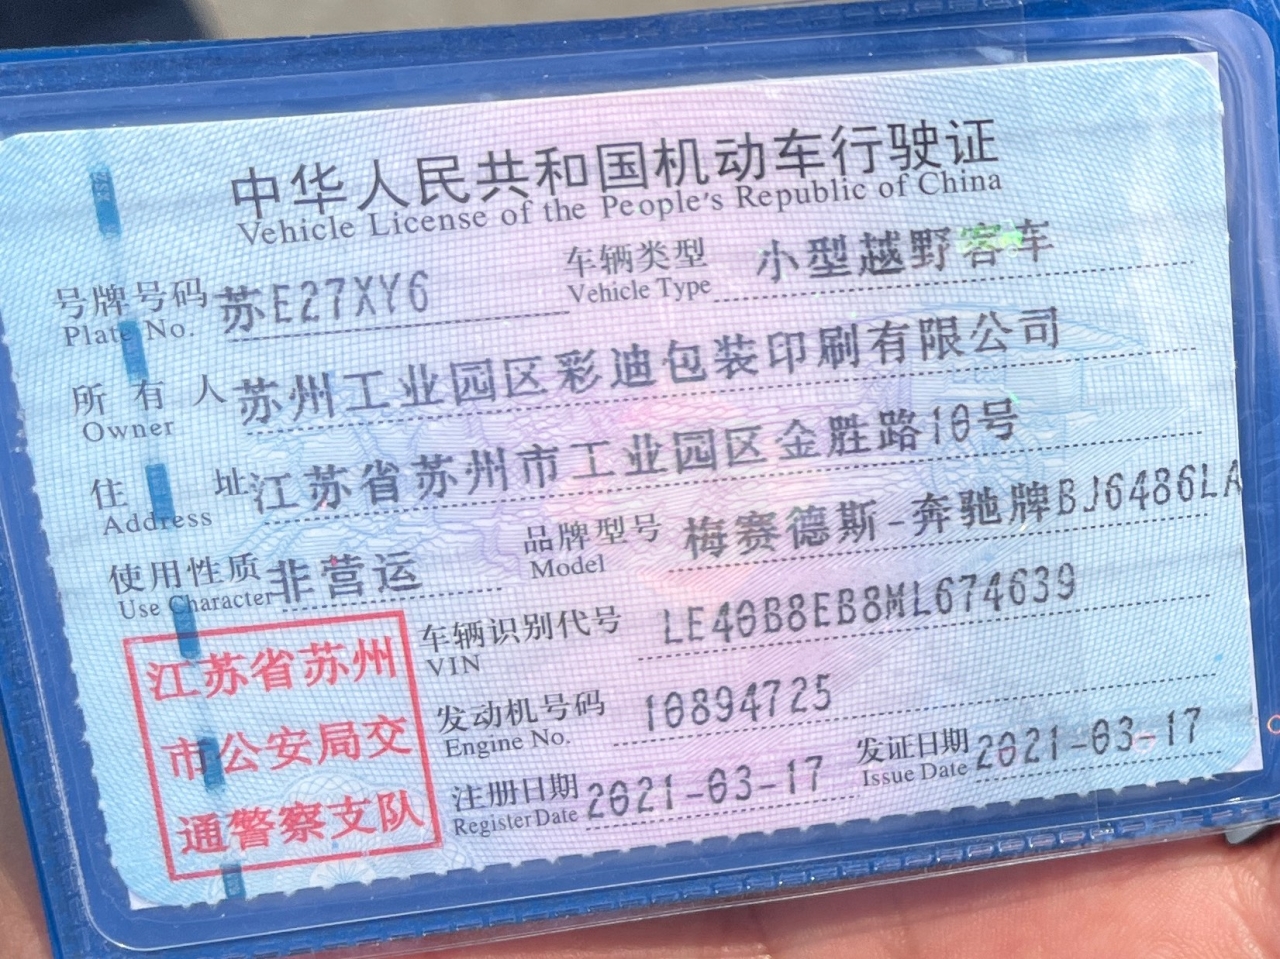 中华人民共和国机动车行驶证
Vehicle License of the People's Republic of China
号牌号码 苏E27XY6 车辆类型 小型越野客车
Plate No. Vehicle Type
所有人 苏州工业园区彩迪包装印刷有限公司
Owner
住址 江苏省苏州市工业园区金胜路10号
Address
使用性质 非营运 品牌型号 梅赛德斯-奔驰牌BJ6486LA
Use Character Model
江苏省苏州
市公安局交
通警察支队
车辆识别代号 LE40B8EB8ML674639
VIN
发动机号码 10894725
Engine No.
注册日期 2021-03-17 发证日期 2021-03-17
Register Date Issue Date